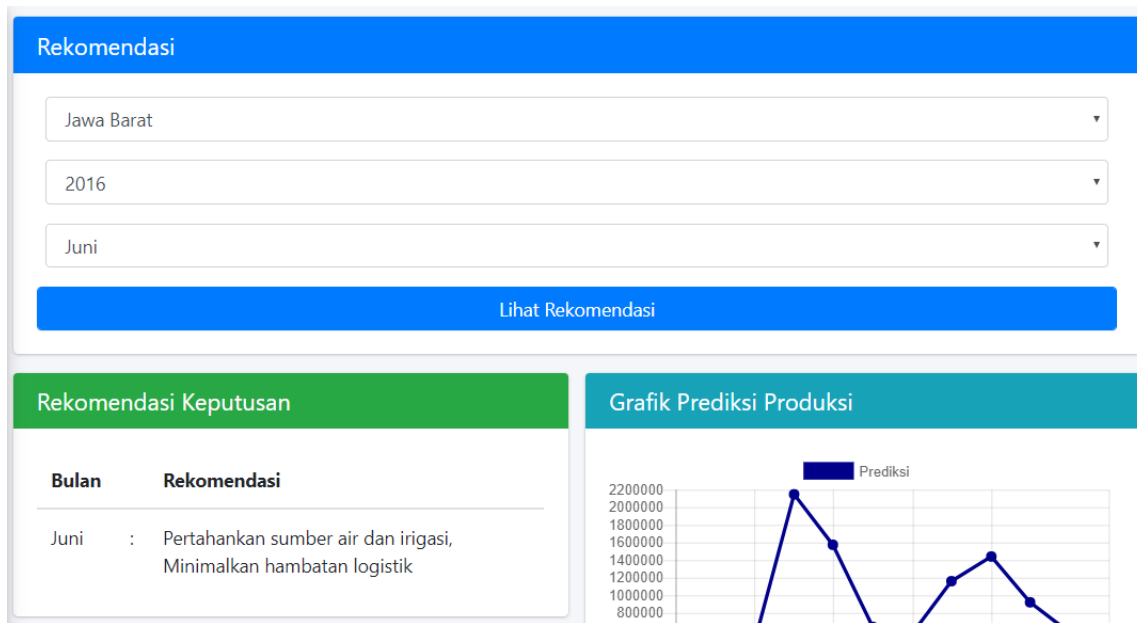 Rekomendasi
Jawa Barat
2016
Juni
Lihat Rekomendasi
Rekomendasi Keputusan
Bulan Rekomendasi
Juni : Pertahankan sumber air dan irigasi,
Minimalkan hambatan logistik
Grafik Prediksi Produksi
Prediksi
2200000
2000000
1800000
1600000
1400000
1200000
1000000
800000